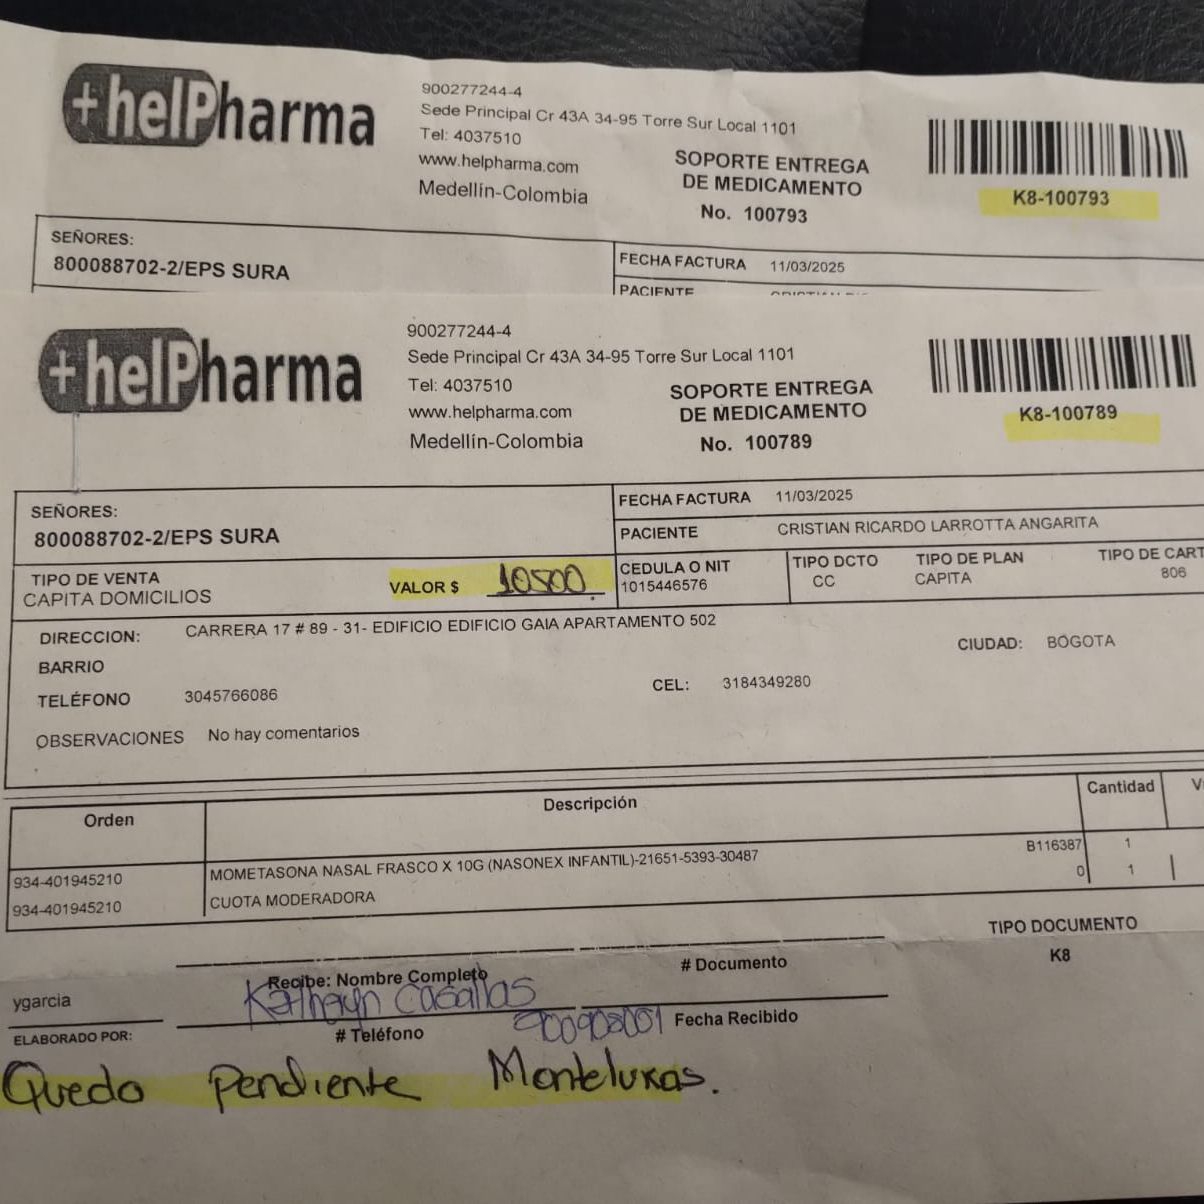 +helPharma
900277244-4
Sede Principal Cr 43A 34-95 Torre Sur Local 1101
Tel: 4037510
www.helpharma.com
Medellín-Colombia
SOPORTE ENTREGA
DE MEDICAMENTO
No. 100793
K8-100793
SEÑORES:
800088702-2/EPS SURA
FECHA FACTURA 11/03/2025
PACIENTE
+helPharma
900277244-4
Sede Principal Cr 43A 34-95 Torre Sur Local 1101
Tel: 4037510
www.helpharma.com
Medellín-Colombia
SOPORTE ENTREGA
DE MEDICAMENTO
No. 100789
K8-100789
SEÑORES:
800088702-2/EPS SURA
FECHA FACTURA 11/03/2025
PACIENTE CRISTIAN RICARDO LARROTTA ANGARITA
TIPO DE VENTA
CAPITA DOMICILIOS
VALOR $ 10500.
CEDULA O NIT
1015446576
TIPO DCTO
CC
TIPO DE PLAN
CAPITA
TIPO DE CART
806
DIRECCION: CARRERA 17 # 89 - 31- EDIFICIO EDIFICIO GAIA APARTAMENTO 502
CIUDAD: BOGOTA
BARRIO
TELÉFONO 3045766086
CEL: 3184349280
OBSERVACIONES No hay comentarios
Orden Descripción Cantidad
934-401945210 MOMETASONA NASAL FRASCO X 10G (NASONEX INFANTIL)-21651-5393-30487 B116387 1
934-401945210 CUOTA MODERADORA 0 1
TIPO DOCUMENTO
K8
Recibe: Nombre Completo
# Documento
ygarcia
Katheryn Casallas
ELABORADO POR:
# Teléfono
900908001
Fecha Recibido
Quedo pendiente Montelukas.